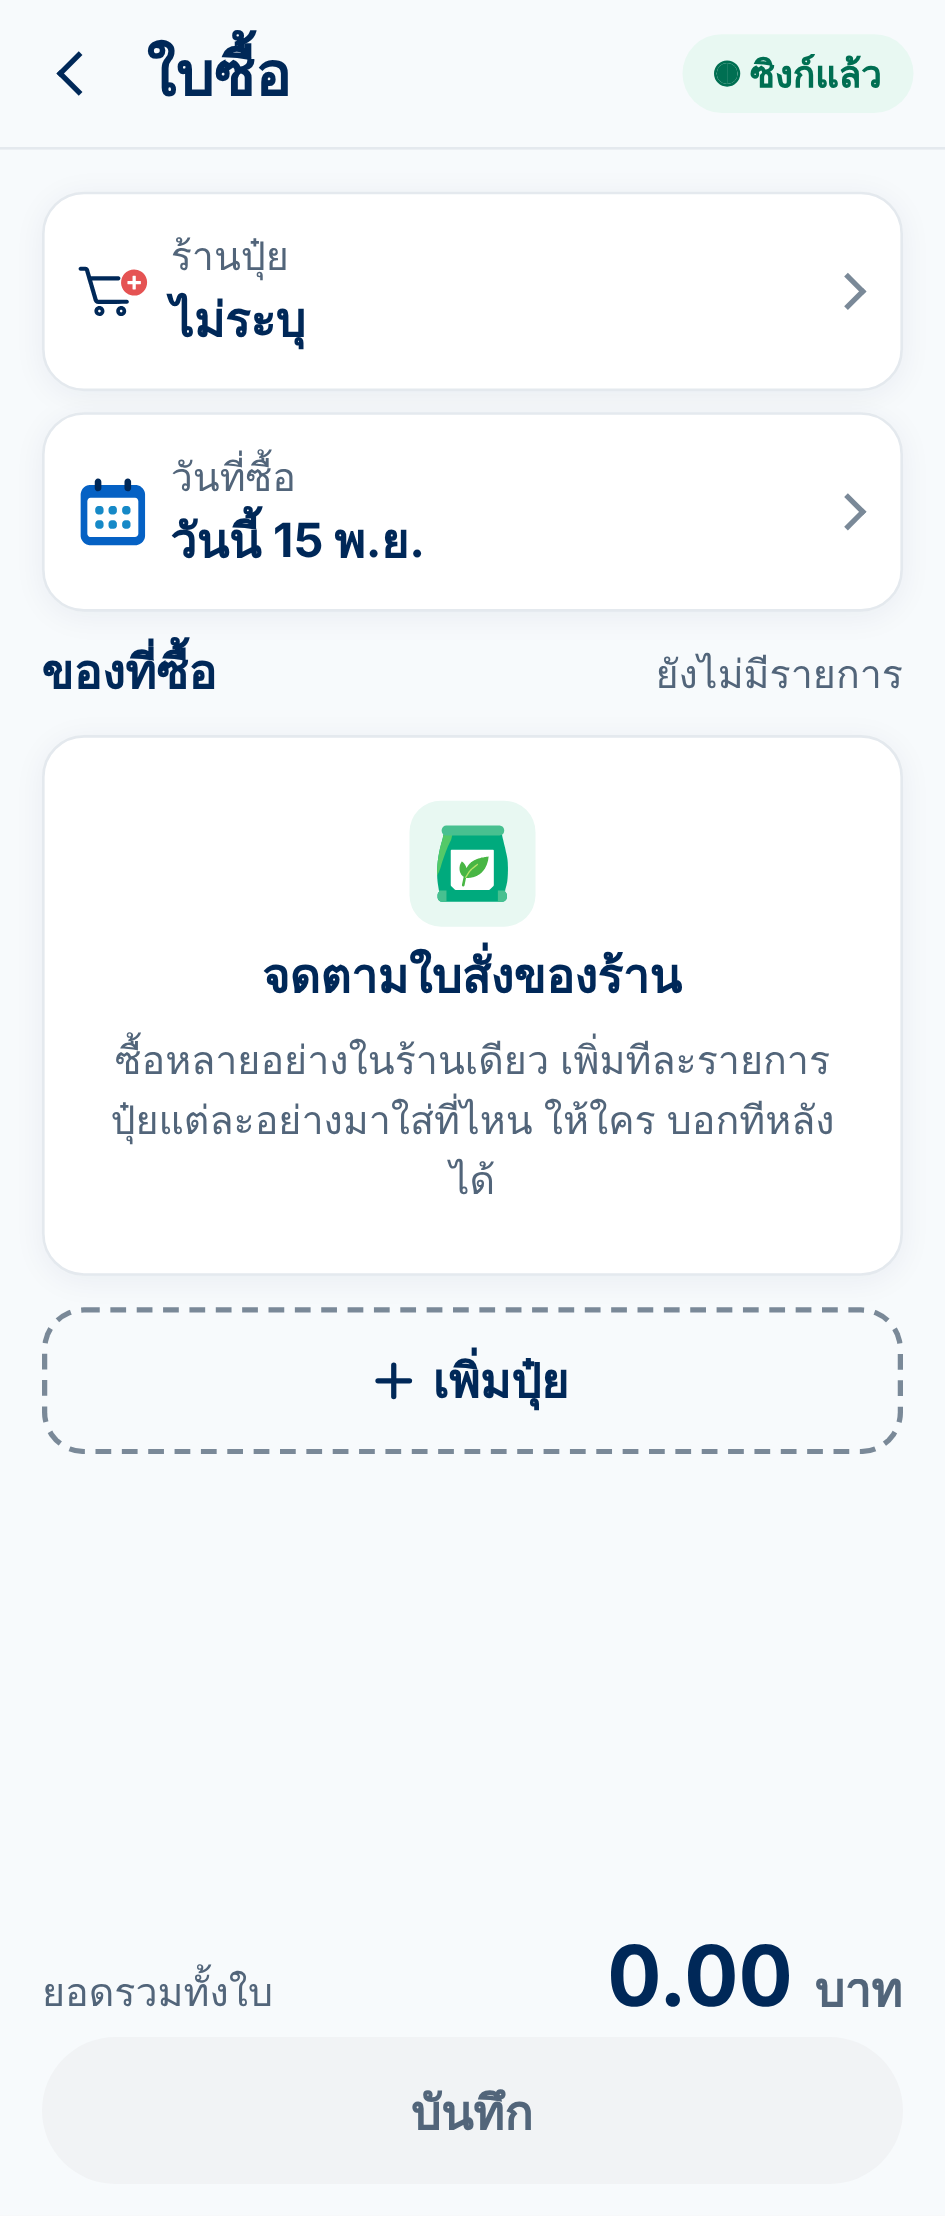 ใบซื้อ
ซิงก์แล้ว
ร้านปุ๋ย
ไม่ระบุ
วันที่ซื้อ
วันนี้ 15 พ.ย.
ของที่ซื้อ
ยังไม่มีรายการ
จดตามใบสั่งของร้าน
ซื้อหลายอย่างในร้านเดียว เพิ่มทีละรายการ
ปุ๋ยแต่ละอย่างมาใส่ที่ไหน ให้ใคร บอกทีหลัง
ได้
+ เพิ่มปุ๋ย
ยอดรวมทั้งใบ
0.00 บาท
บันทึก